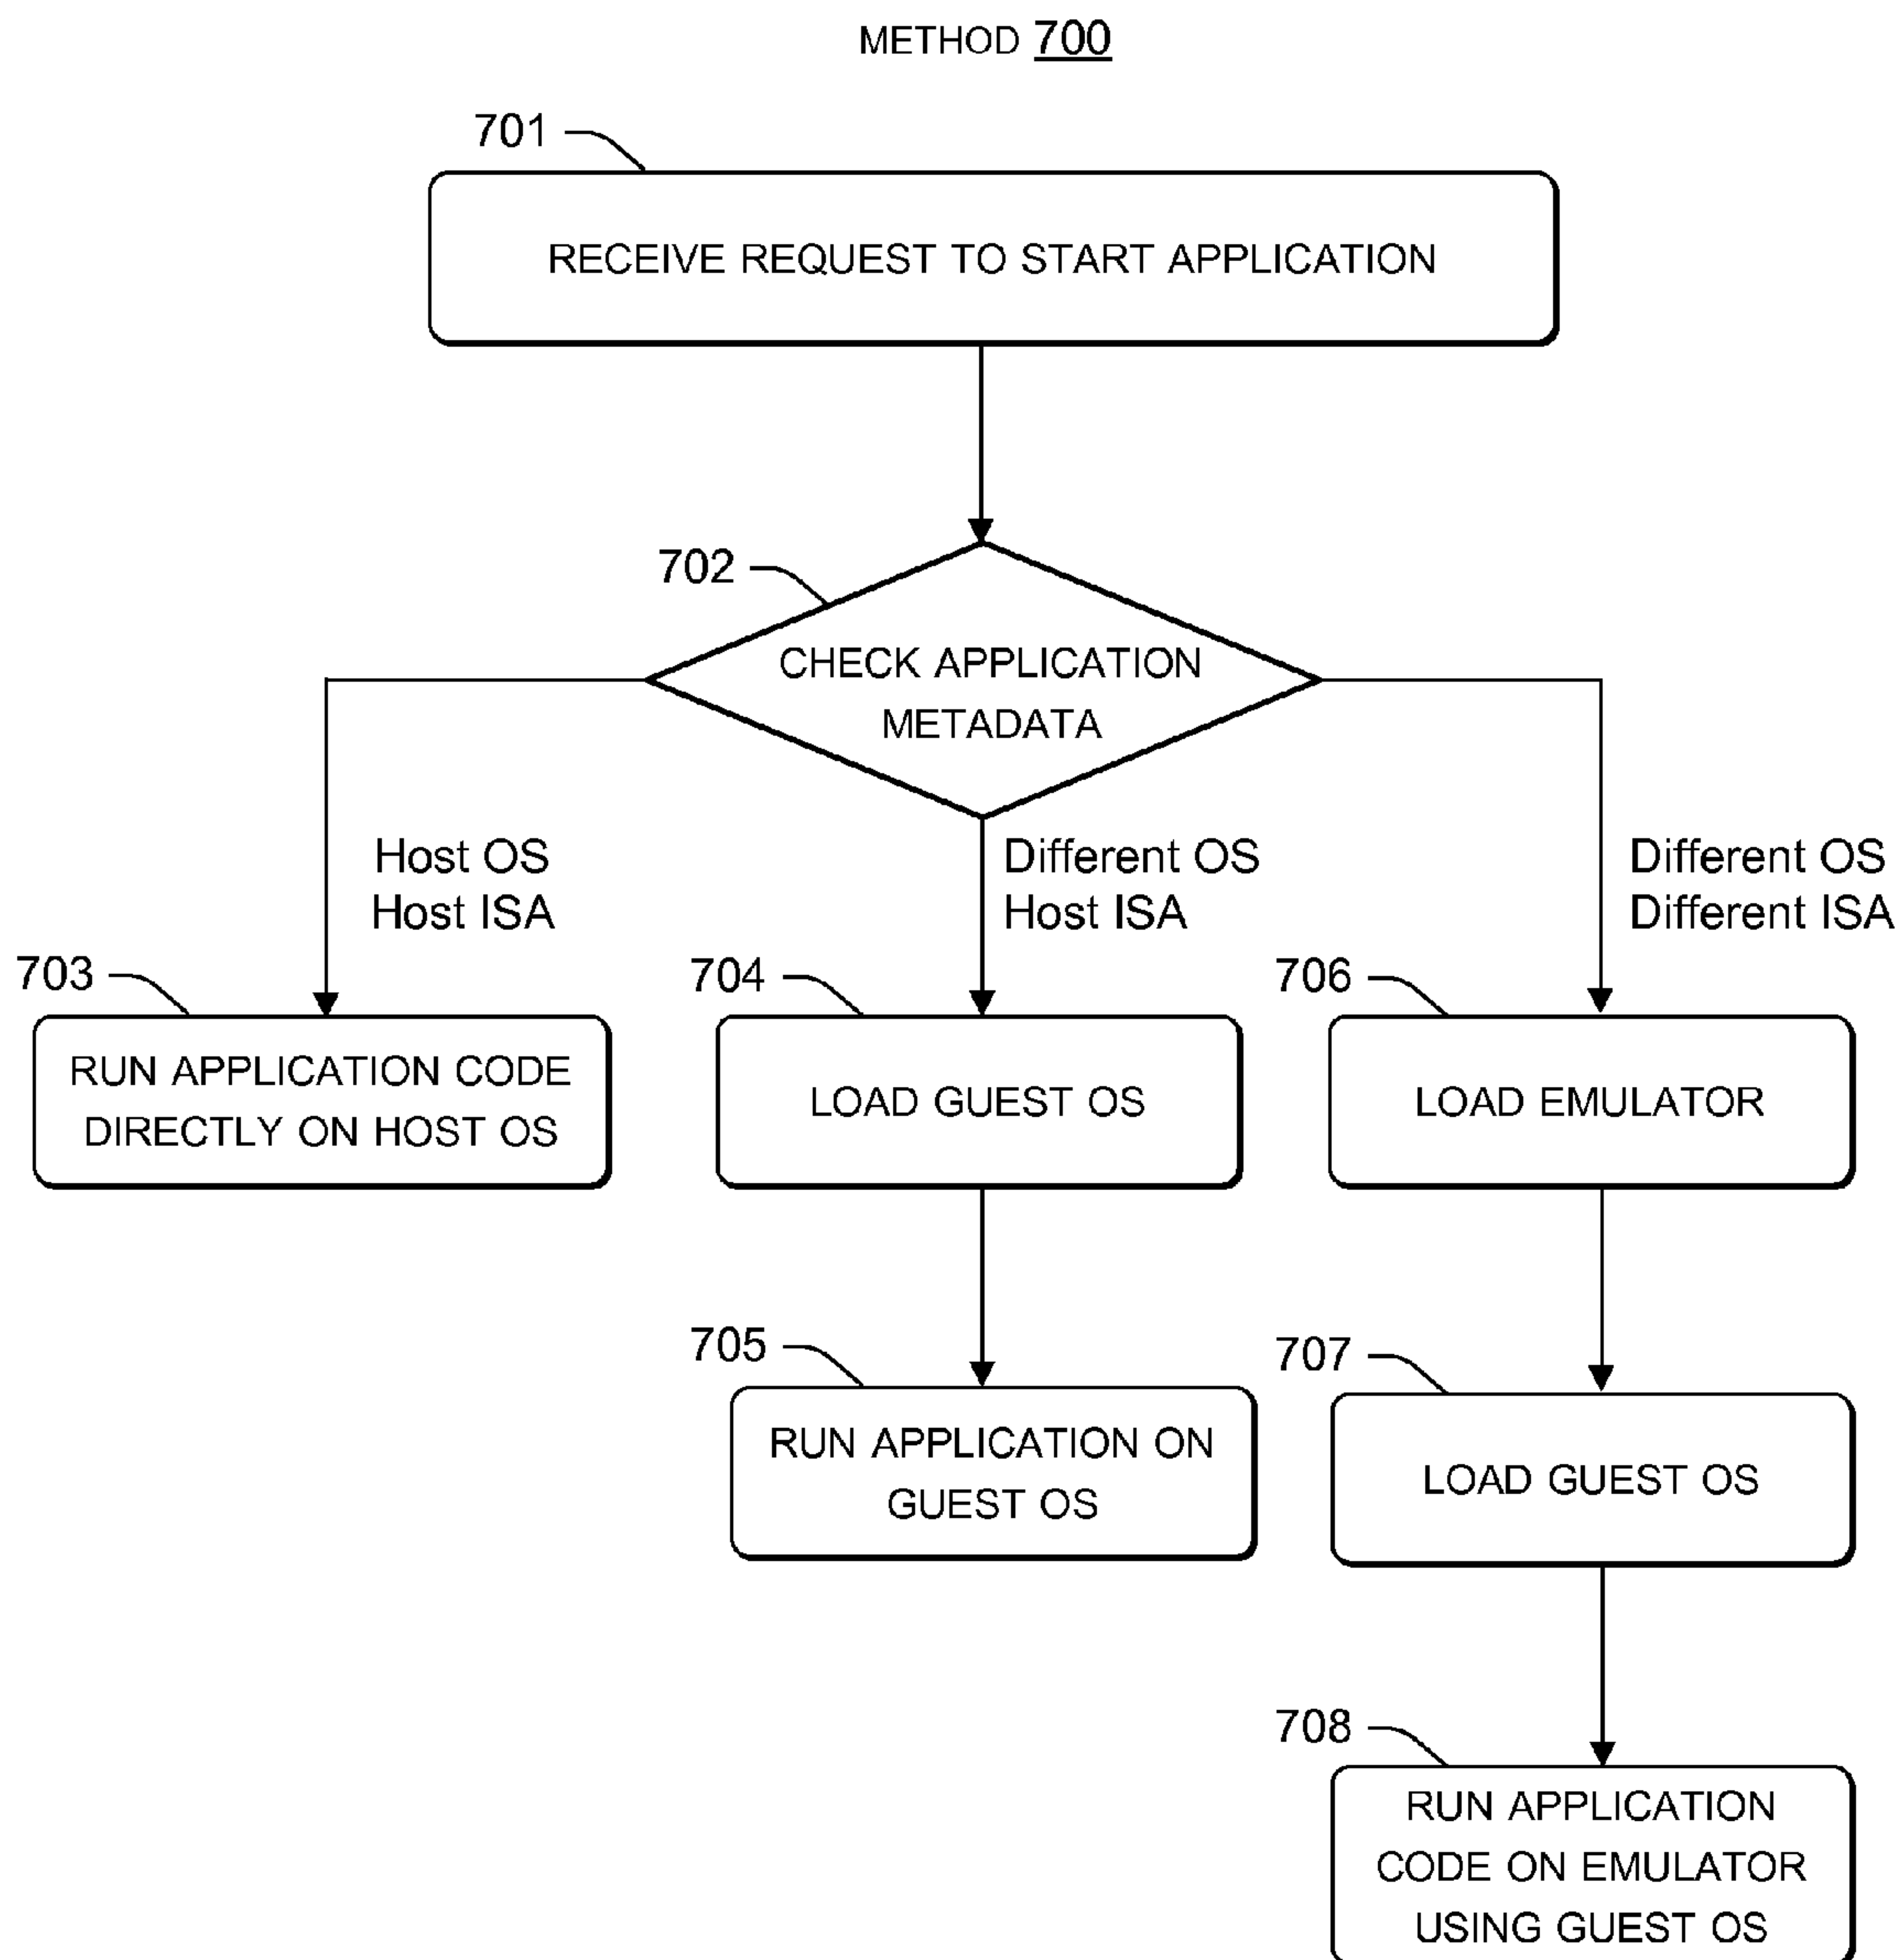 METHOD 700
701
RECEIVE REQUEST TO START APPLICATION
702
CHECK APPLICATION
METADATA
Host OS
Host ISA
Different OS
Host ISA
Different OS
Different ISA
703
RUN APPLICATION CODE
DIRECTLY ON HOST OS
704
LOAD GUEST OS
706
LOAD EMULATOR
705
RUN APPLICATION ON
GUEST OS
707
LOAD GUEST OS
708
RUN APPLICATION
CODE ON EMULATOR
USING GUEST OS